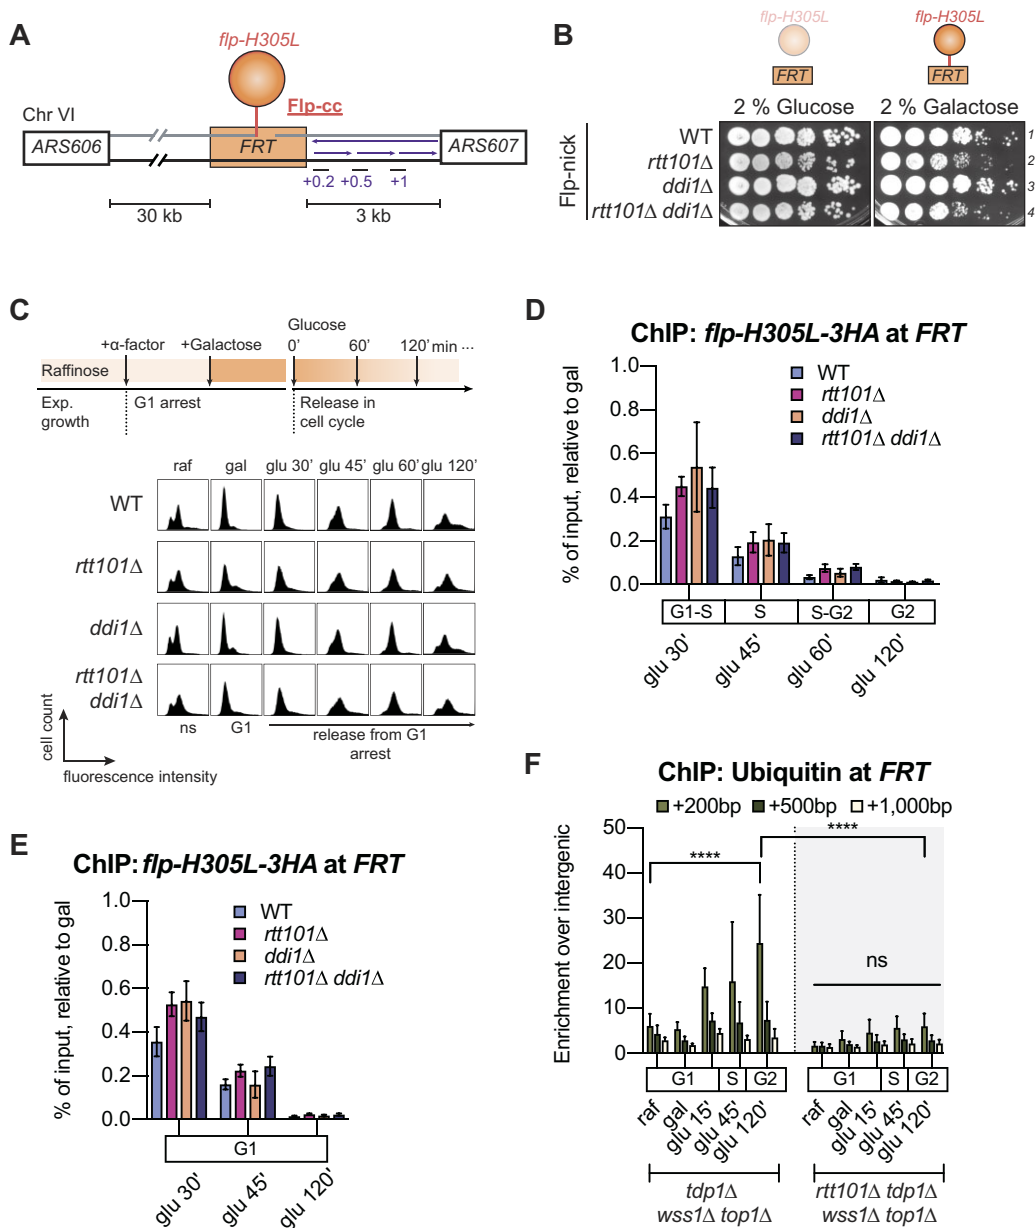 A
flp-H305L
Flp-cc
Chr VI
ARS606
FRT
ARS607
+0.2
+0.5
+1
30 kb
3 kb
B
flp-H305L
flp-H305L
FRT
FRT
2 % Glucose
2 % Galactose
Flp-nick
WT
1
rtt101Δ
2
ddi1Δ
3
rtt101Δ ddi1Δ
4
C
Glucose
+α-factor
+Galactose
0'
60'
120' min ...
Raffinose
Exp.
growth
G1 arrest
Release in
cell cycle
raf
gal
glu 30'
glu 45'
glu 60'
glu 120'
WT
rtt101Δ
ddi1Δ
rtt101Δ
ddi1Δ
ns
G1
release from G1
arrest
cell count
fluorescence intensity
D
ChIP: flp-H305L-3HA at FRT
% of input, relative to gal
1.0
0.8
0.6
0.4
0.2
0.0
WT
rtt101Δ
ddi1Δ
rtt101Δ ddi1Δ
G1-S
S
S-G2
G2
glu 30'
glu 45'
glu 60'
glu 120'
E
ChIP: flp-H305L-3HA at FRT
% of input, relative to gal
1.0
0.8
0.6
0.4
0.2
0.0
WT
rtt101Δ
ddi1Δ
rtt101Δ ddi1Δ
G1
glu 30'
glu 45'
glu 120'
F
ChIP: Ubiquitin at FRT
+200bp
+500bp
+1,000bp
Enrichment over intergenic
50
40
30
20
10
0
****
****
ns
G1
S
G2
G1
S
G2
raf
gal
glu 15'
glu 45'
glu 120'
raf
gal
glu 15'
glu 45'
glu 120'
tdp1Δ
wss1Δ top1Δ
rtt101Δ tdp1Δ
wss1Δ top1Δ